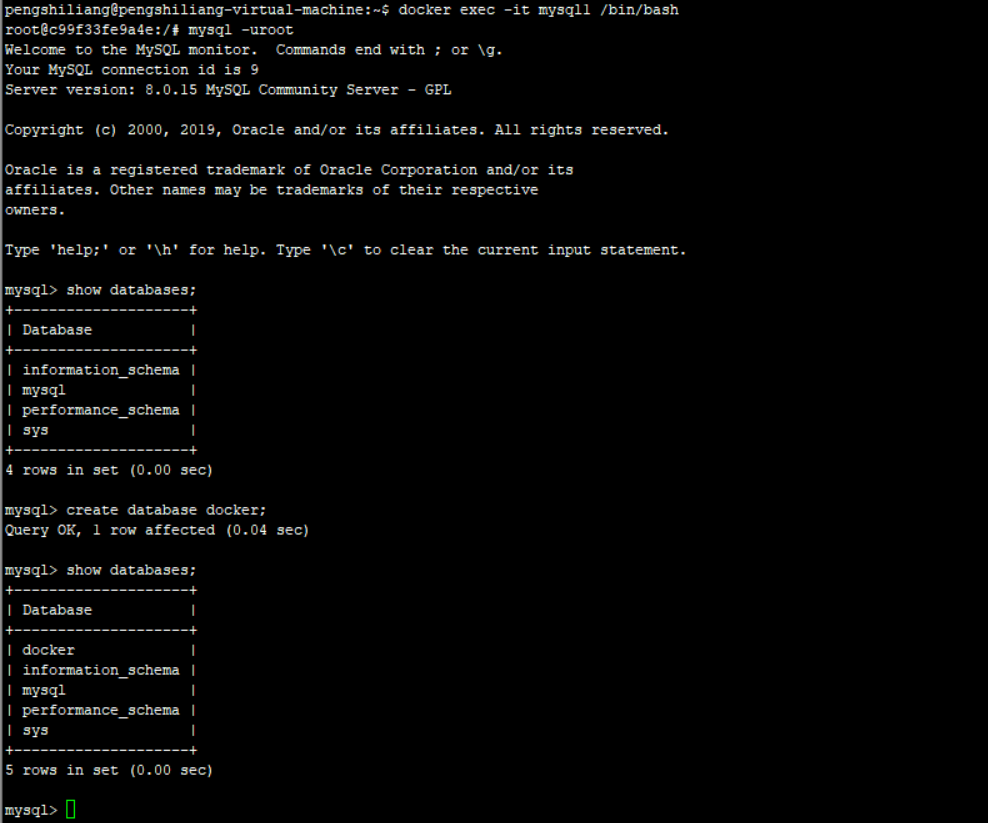 pengshiliang@pengshiliang-virtual-machine:~$ docker exec -it mysql1 /bin/bash
root@c99f33fe9a4e:/# mysql -uroot
Welcome to the MySQL monitor.  Commands end with ; or \g.
Your MySQL connection id is 9
Server version: 8.0.15 MySQL Community Server - GPL

Copyright (c) 2000, 2019, Oracle and/or its affiliates. All rights reserved.

Oracle is a registered trademark of Oracle Corporation and/or its
affiliates. Other names may be trademarks of their respective
owners.

Type 'help;' or '\h' for help. Type '\c' to clear the current input statement.

mysql> show databases;
+--------------------+
| Database           |
+--------------------+
| information_schema |
| mysql              |
| performance_schema |
| sys                |
+--------------------+
4 rows in set (0.00 sec)

mysql> create database docker;
Query OK, 1 row affected (0.04 sec)

mysql> show databases;
+--------------------+
| Database           |
+--------------------+
| docker             |
| information_schema |
| mysql              |
| performance_schema |
| sys                |
+--------------------+
5 rows in set (0.00 sec)

mysql>